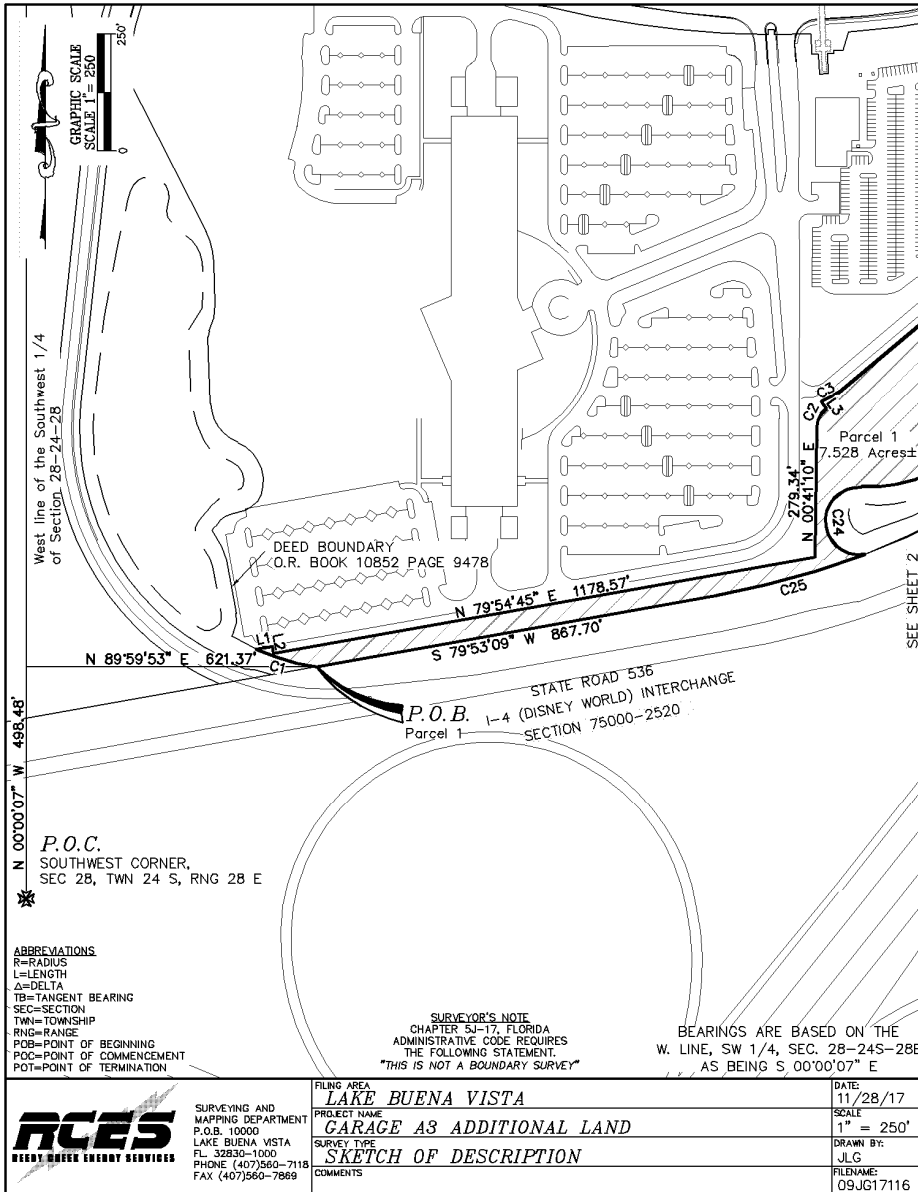 GRAPHIC SCALE
SCALE 1" = 250
0
250'
West line of the Southwest 1/4
of Section 28-24-28
DEED BOUNDARY
O.R. BOOK 10852 PAGE 9478
C3
L3
C2
Parcel 1
7.528 Acres±
279.34'
N 00°41'10" E
C24
C25
SEE SHEET 2
N 79°54'45" E 1178.57'
S 79°53'09" W 867.70'
L1
L2
C1
N 89°59'53" E 621.37'
P.O.B.
Parcel 1
STATE ROAD 536
I-4 (DISNEY WORLD) INTERCHANGE
SECTION 75000-2520
N 00°00'07" W 498.48'
P.O.C.
SOUTHWEST CORNER,
SEC 28, TWN 24 S, RNG 28 E
ABBREVIATIONS
R=RADIUS
L=LENGTH
Δ=DELTA
TB=TANGENT BEARING
SEC=SECTION
TWN=TOWNSHIP
RNG=RANGE
POB=POINT OF BEGINNING
POC=POINT OF COMMENCEMENT
POT=POINT OF TERMINATION
SURVEYOR'S NOTE
CHAPTER 5J-17, FLORIDA
ADMINISTRATIVE CODE REQUIRES
THE FOLLOWING STATEMENT.
"THIS IS NOT A BOUNDARY SURVEY"
BEARINGS ARE BASED ON THE
W. LINE, SW 1/4, SEC. 28-24S-28E
AS BEING S 00°00'07" E
RCES
REEDY CREEK ENERGY SERVICES
SURVEYING AND
MAPPING DEPARTMENT
P.O.B. 10000
LAKE BUENA VISTA
FL. 32830-1000
PHONE (407)560-7118
FAX (407)560-7869
FILING AREA
LAKE BUENA VISTA
PROJECT NAME
GARAGE A3 ADDITIONAL LAND
SURVEY TYPE
SKETCH OF DESCRIPTION
COMMENTS
DATE:
11/28/17
SCALE
1" = 250'
DRAWN BY:
JLG
FILENAME:
09JG17116